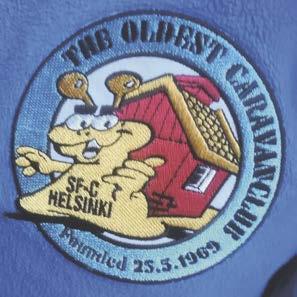 THE OLDEST CARAVANCLUB
SF-C
HELSINKI
Founded 25.5.1969